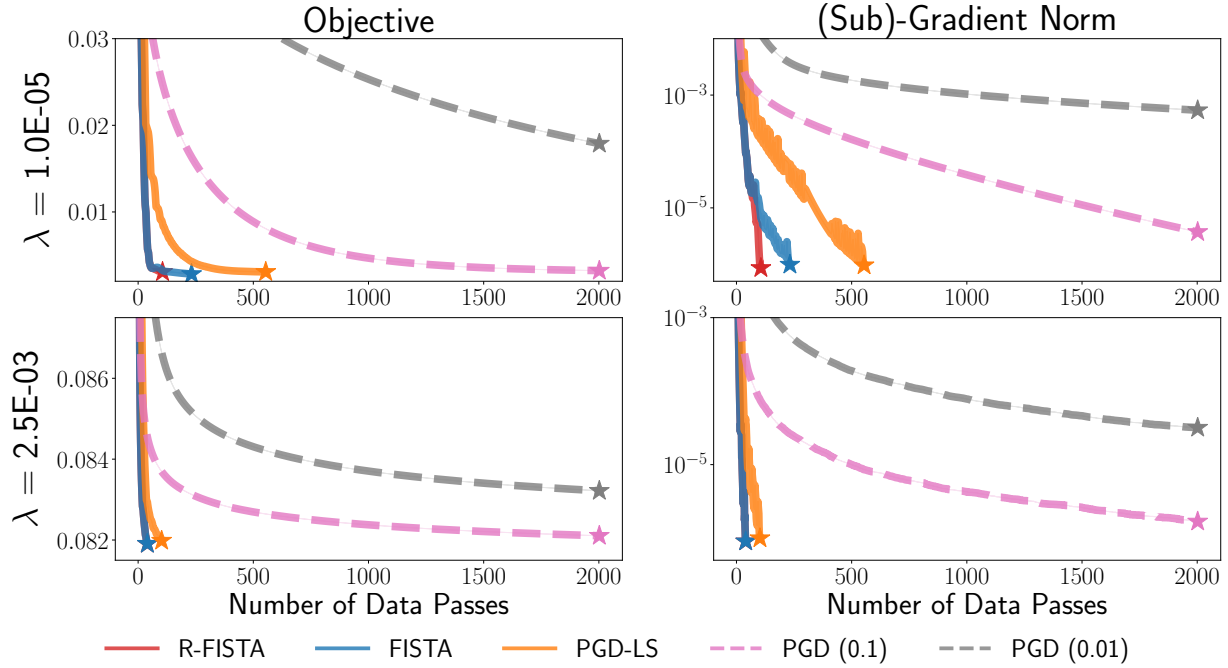 Objective
(Sub)-Gradient Norm
λ = 1.0E-05
0.03
0.02
0.01
0 500 1000 1500 2000
10⁻³
10⁻⁵
0 500 1000 1500 2000
λ = 2.5E-03
0.086
0.084
0.082
0 500 1000 1500 2000
Number of Data Passes
10⁻³
10⁻⁴
10⁻⁵
0 500 1000 1500 2000
Number of Data Passes
R-FISTA FISTA PGD-LS PGD (0.1) PGD (0.01)